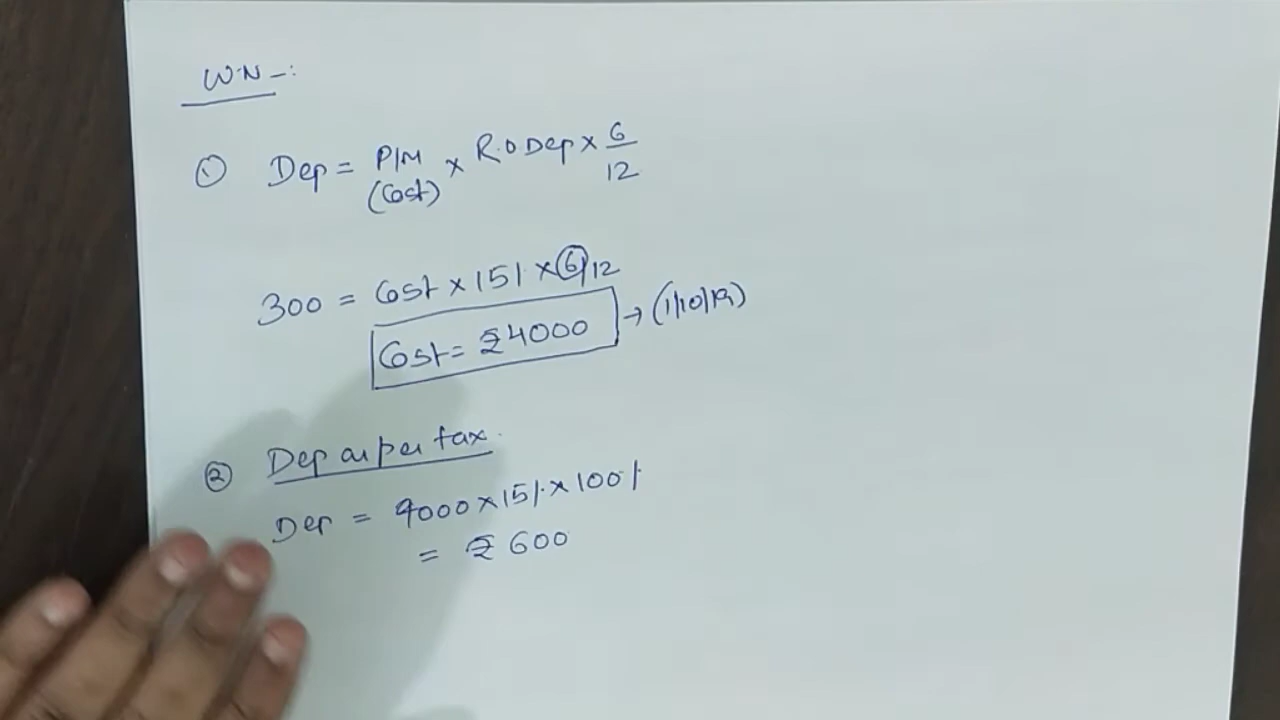 W.N -:
① Dep = P/M (Cost) × R.O Dep × 6/12
300 = Cost × 15% × 6/12
Cost = ₹4000 → (1/10/19)
② Dep as per tax.
Dep = 4000 × 15% × 100%
= ₹ 600